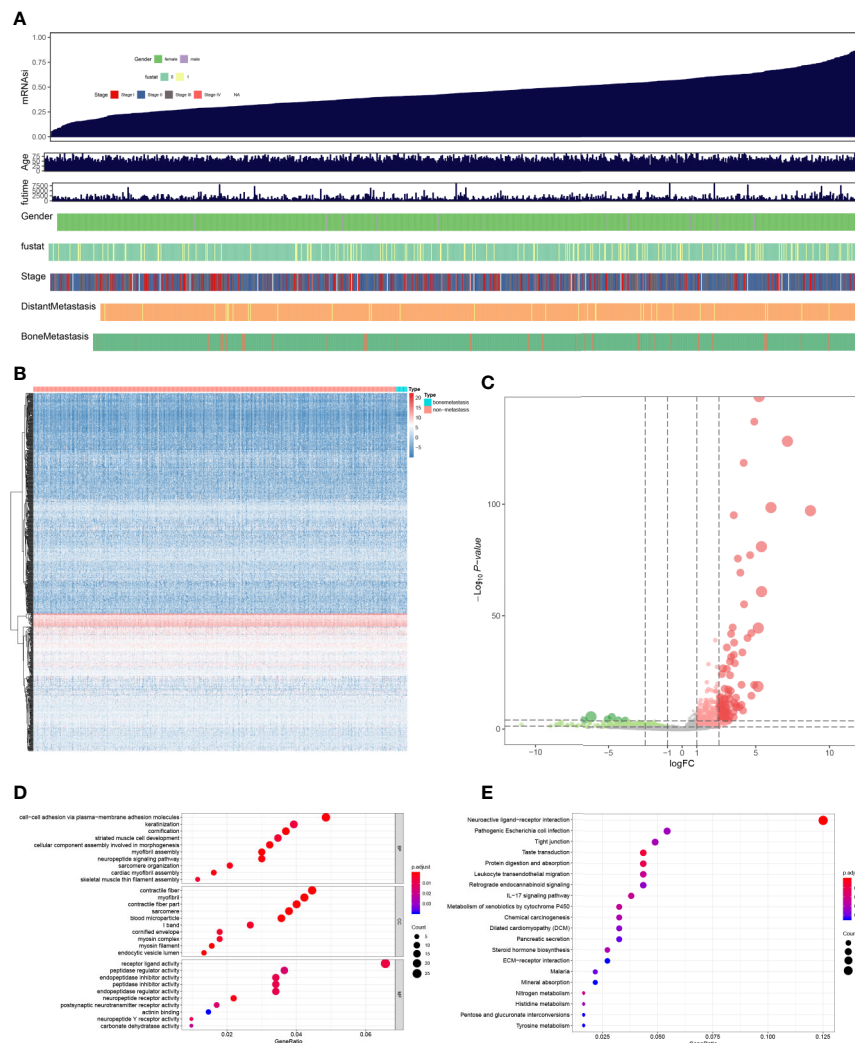 A
1.00
0.75
0.50
0.25
0.00
mRNAsi
Gender female male
fustat 0 1
Stage Stage I Stage II Stage III Stage IV NA
Age
75
50
25
0
futime
7500
5000
2500
0
Gender
fustat
Stage
DistantMetastasis
BoneMetastasis
B
Type
20
15
10
5
0
−5
Type
bonemetastasis
non−metastasis
C
100
50
0
−Log10 P−value
−10 −5 −1 0 1 5 10
logFC
D
cell−cell adhesion via plasma−membrane adhesion molecules
keratinization
cornification
striated muscle cell development
cellular component assembly involved in morphogenesis
myofibril assembly
neuropeptide signaling pathway
sarcomere organization
cardiac myofibril assembly
skeletal muscle thin filament assembly
BP
contractile fiber
myofibril
contractile fiber part
sarcomere
blood microparticle
I band
cornified envelope
myosin complex
myosin filament
endocytic vesicle lumen
CC
receptor ligand activity
peptidase regulator activity
endopeptidase inhibitor activity
peptidase inhibitor activity
endopeptidase regulator activity
neuropeptide receptor activity
postsynaptic neurotransmitter receptor activity
actinin binding
neuropeptide Y receptor activity
carbonate dehydratase activity
MF
0.02 0.04 0.06
GeneRatio
p.adjust
0.01
0.02
0.03
Count
5
10
15
20
25
E
Neuroactive ligand−receptor interaction
Pathogenic Escherichia coli infection
Tight junction
Taste transduction
Protein digestion and absorption
Leukocyte transendothelial migration
Retrograde endocannabinoid signaling
IL−17 signaling pathway
Metabolism of xenobiotics by cytochrome P450
Chemical carcinogenesis
Dilated cardiomyopathy (DCM)
Pancreatic secretion
Steroid hormone biosynthesis
ECM−receptor interaction
Malaria
Mineral absorption
Nitrogen metabolism
Histidine metabolism
Pentose and glucuronate interconversions
Tyrosine metabolism
0.025 0.050 0.075 0.100 0.125
GeneRatio
p.adj
Count